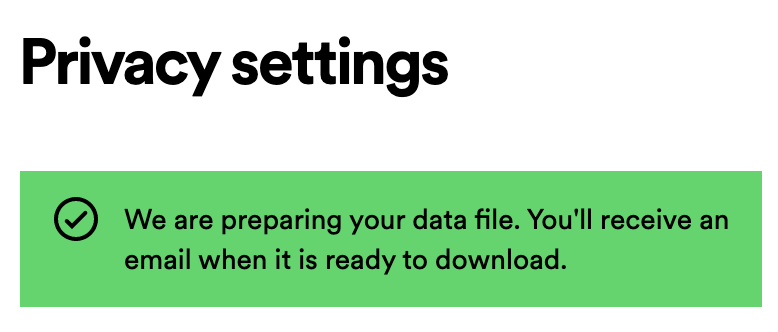 Privacy settings
We are preparing your data file. You'll receive an
email when it is ready to download.